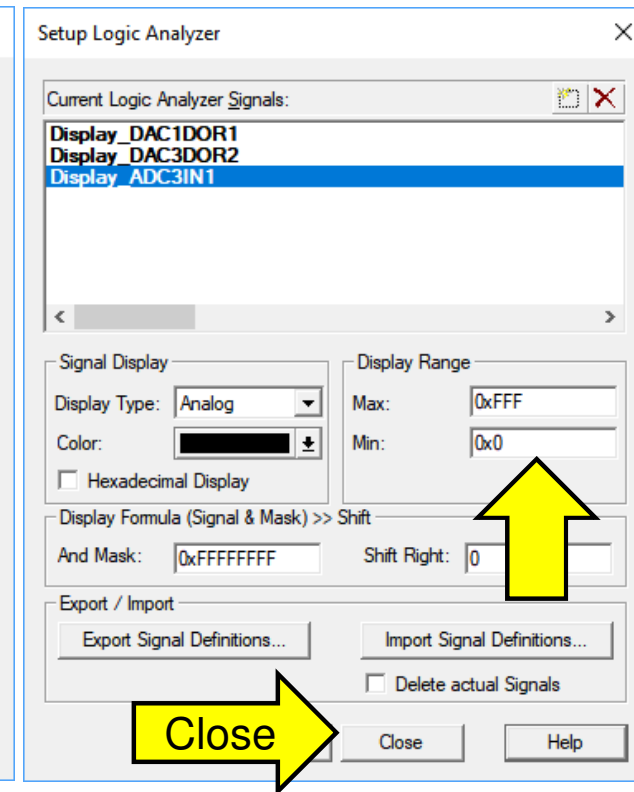 Setup Logic Analyzer
Current Logic Analyzer Signals:
Display_DAC1DOR1
Display_DAC3DOR2
Display_ADC3IN1
Signal Display
Display Range
Display Type: Analog
Max: 0xFFF
Color:
Min: 0x0
Hexadecimal Display
Display Formula (Signal & Mask) >> Shift
And Mask: 0xFFFFFFFF Shift Right: 0
Export / Import
Export Signal Definitions... Import Signal Definitions...
Delete actual Signals
Close Close Help